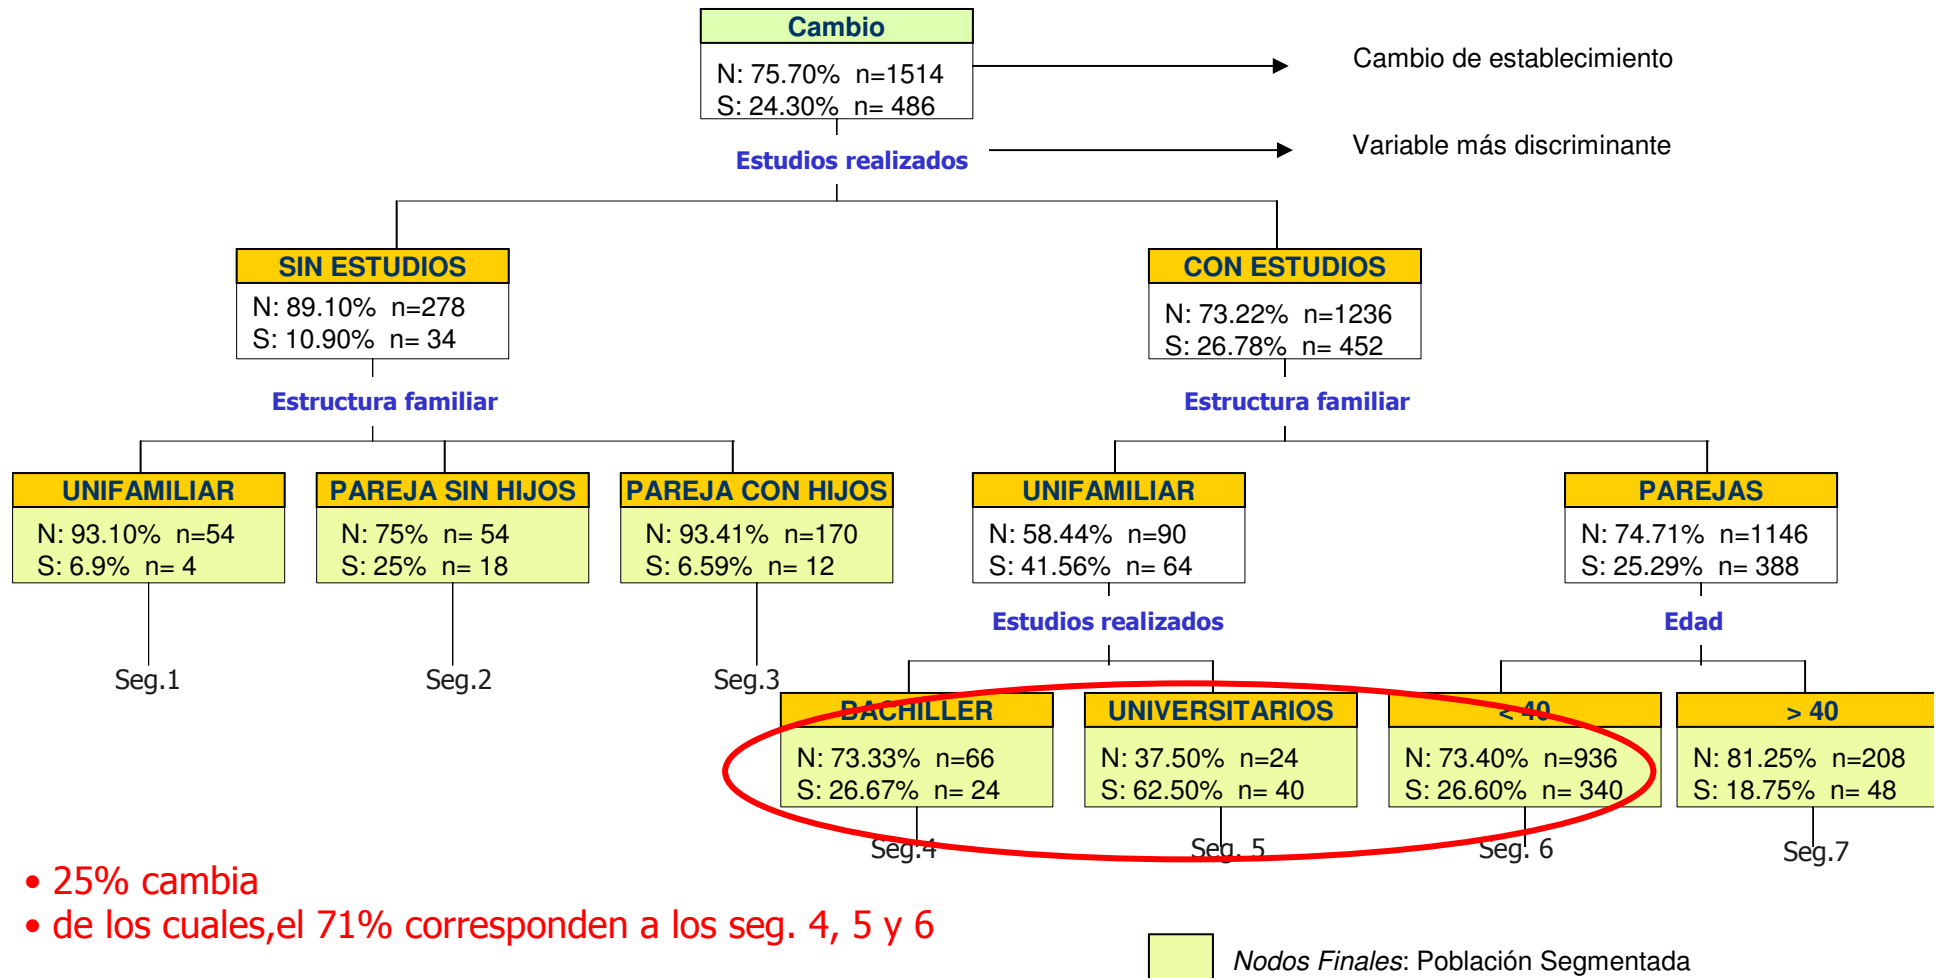 Cambio
N: 75.70%  n=1514
S: 24.30%  n= 486
Cambio de establecimiento
Estudios realizados
Variable más discriminante
SIN ESTUDIOS
N: 89.10%  n=278
S: 10.90%  n= 34
CON ESTUDIOS
N: 73.22%  n=1236
S: 26.78%  n= 452
Estructura familiar
Estructura familiar
UNIFAMILIAR
N: 93.10%  n=54
S: 6.9%  n= 4
PAREJA SIN HIJOS
N: 75%  n= 54
S: 25%  n= 18
PAREJA CON HIJOS
N: 93.41%  n=170
S: 6.59%  n= 12
UNIFAMILIAR
N: 58.44%  n=90
S: 41.56%  n= 64
PAREJAS
N: 74.71%  n=1146
S: 25.29%  n= 388
Estudios realizados
Edad
Seg.1
Seg.2
Seg.3
BACHILLER
N: 73.33%  n=66
S: 26.67%  n= 24
UNIVERSITARIOS
N: 37.50%  n=24
S: 62.50%  n= 40
< 40
N: 73.40%  n=936
S: 26.60%  n= 340
> 40
N: 81.25%  n=208
S: 18.75%  n= 48
Seg.4
Seg. 5
Seg. 6
Seg.7
• 25% cambia
• de los cuales,el 71% corresponden a los seg. 4, 5 y 6
Nodos Finales: Población Segmentada